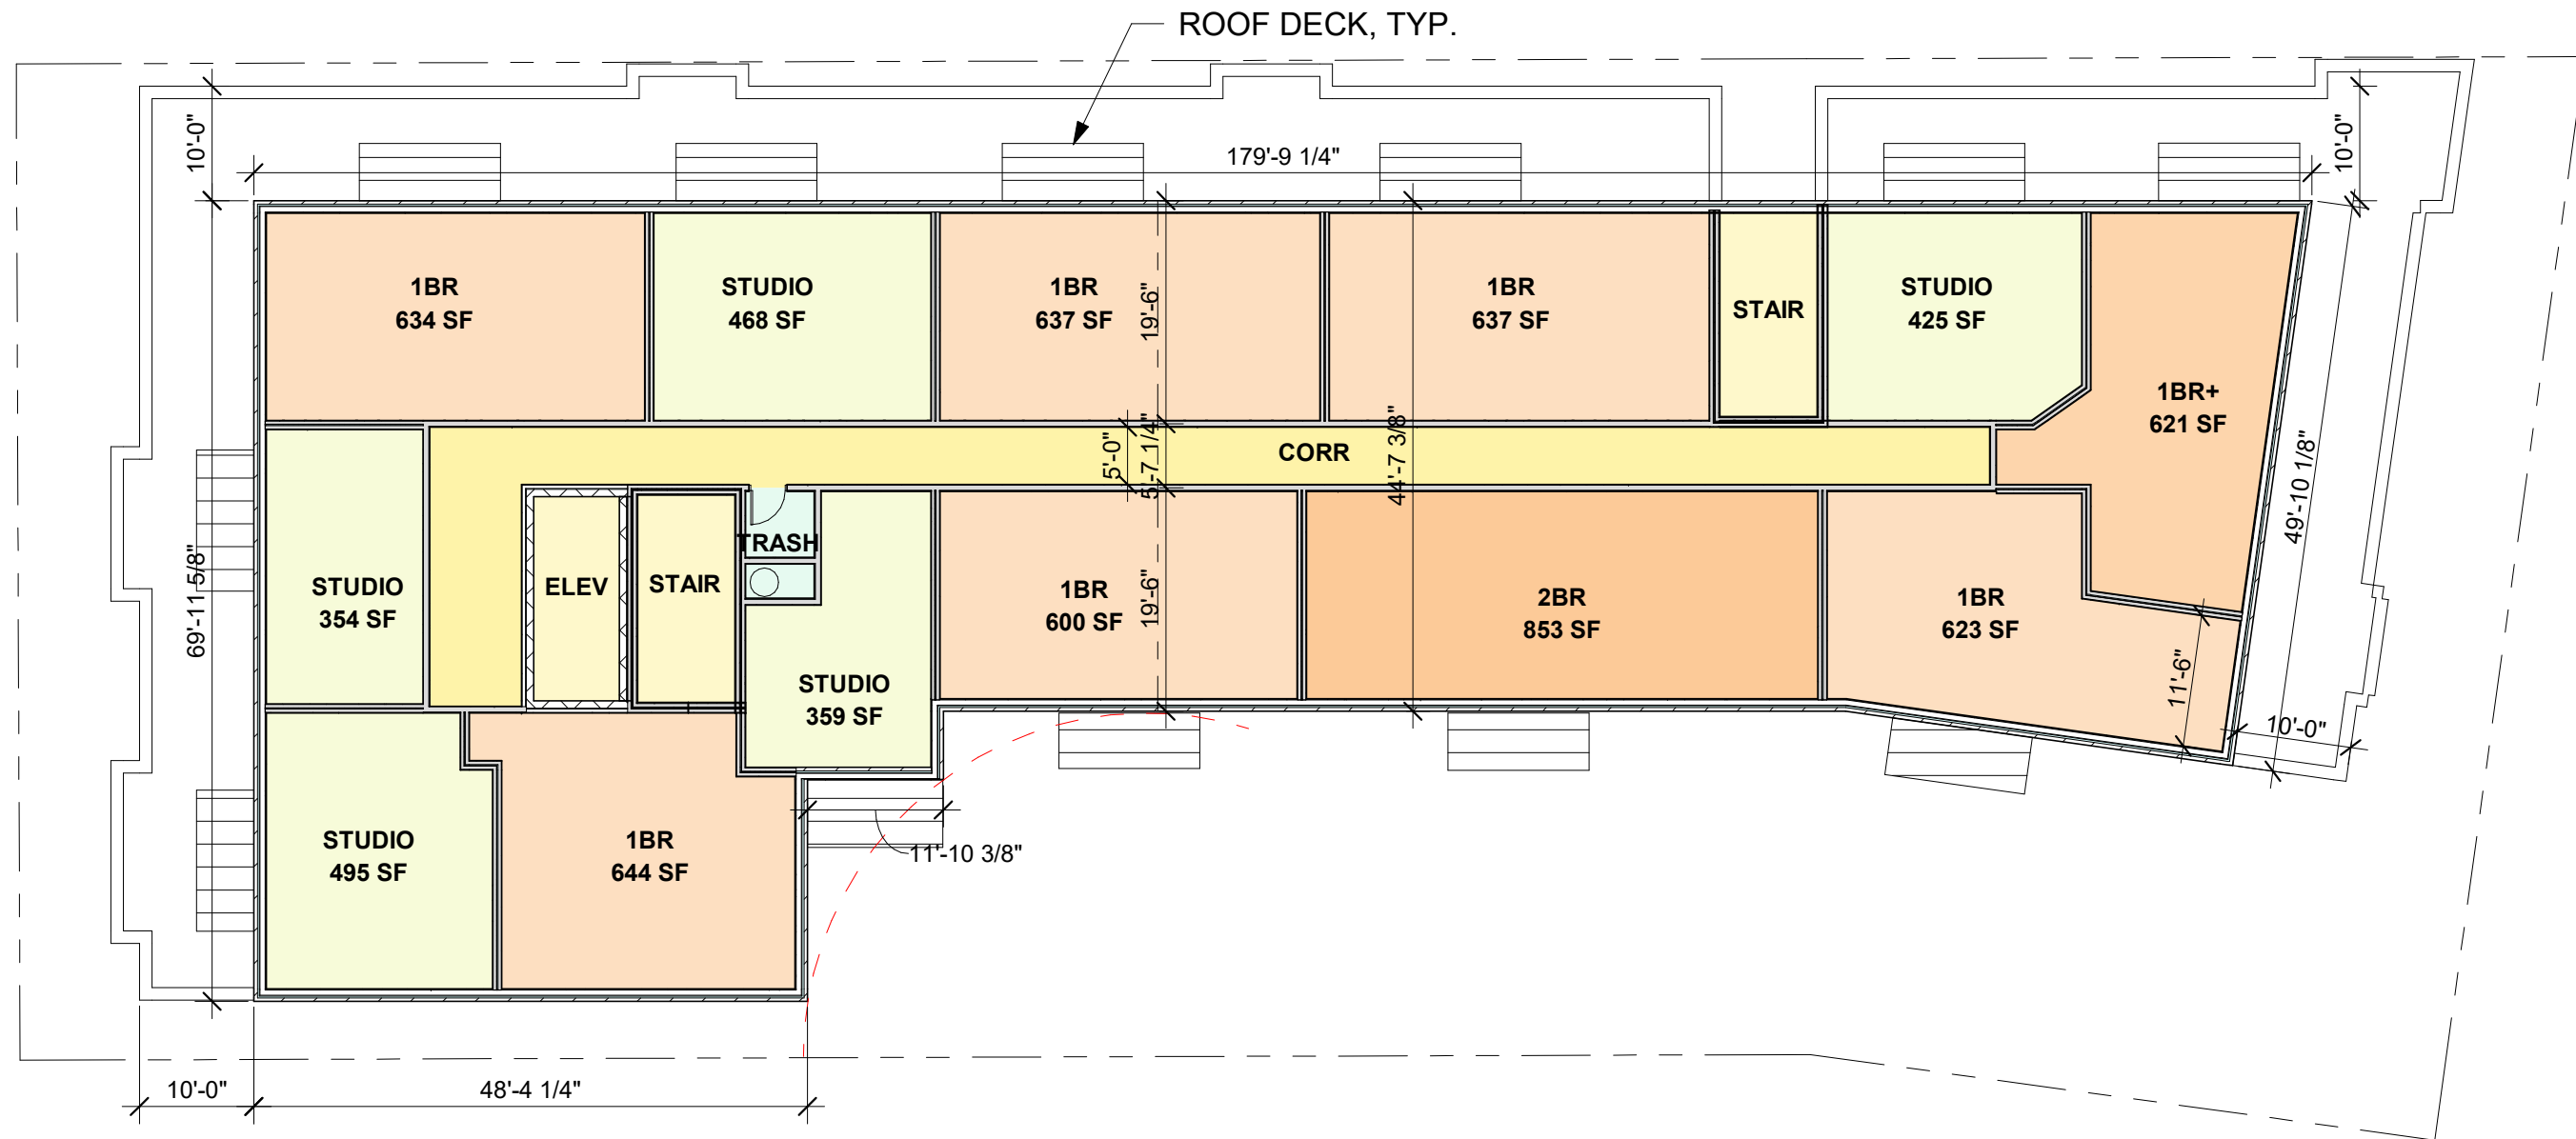 ROOF DECK, TYP.
10'-0"
179'-9 1/4"
10'-0"
1BR
634 SF
STUDIO
468 SF
1BR
637 SF
19'-6"
1BR
637 SF
STAIR
STUDIO
425 SF
1BR+
621 SF
CORR
5'-0"
5'-7 1/4"
44'-7 3/8"
49'-10 1/8"
69'-11 5/8"
STUDIO
354 SF
ELEV
STAIR
TRASH
STUDIO
359 SF
1BR
600 SF
19'-6"
2BR
853 SF
1BR
623 SF
11'-6"
10'-0"
STUDIO
495 SF
1BR
644 SF
11'-10 3/8"
10'-0"
48'-4 1/4"